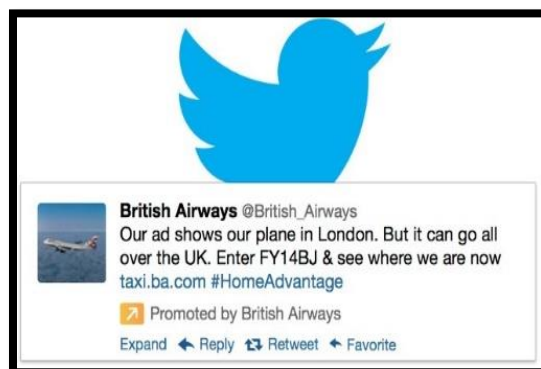 British Airways @British_Airways
Our ad shows our plane in London. But it can go all
over the UK. Enter FY14BJ & see where we are now
taxi.ba.com #HomeAdvantage
Promoted by British Airways
Expand Reply Retweet Favorite